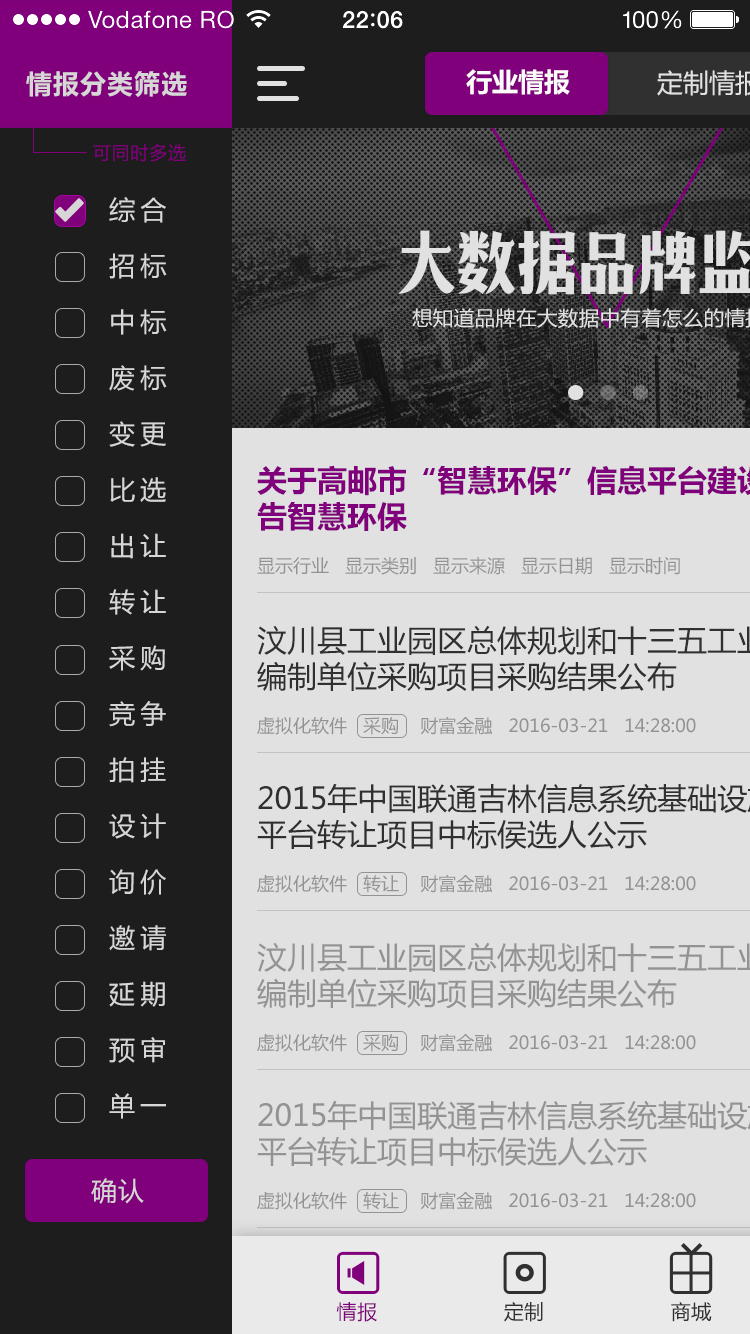 Vodafone RO 22:06 100%
情报分类筛选
行业情报 定制情报
可同时多选
综合
招标
中标
废标
变更
比选
出让
转让
采购
竞争
拍挂
设计
询价
邀请
延期
预审
单一
确认
大数据品牌监
想知道品牌在大数据中有着怎么的情报
关于高邮市“智慧环保”信息平台建设
告智慧环保
显示行业 显示类别 显示来源 显示日期 显示时间
汶川县工业园区总体规划和十三五工业
编制单位采购项目采购结果公布
虚拟化软件 采购 财富金融 2016-03-21 14:28:00
2015年中国联通吉林信息系统基础设施
平台转让项目中标侯选人公示
虚拟化软件 转让 财富金融 2016-03-21 14:28:00
汶川县工业园区总体规划和十三五工业
编制单位采购项目采购结果公布
虚拟化软件 采购 财富金融 2016-03-21 14:28:00
2015年中国联通吉林信息系统基础设施
平台转让项目中标侯选人公示
虚拟化软件 转让 财富金融 2016-03-21 14:28:00
情报 定制 商城